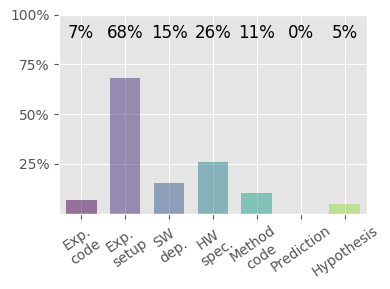 100%
75%
50%
25%
7% 68% 15% 26% 11% 0% 5%
Exp.
code
Exp.
setup
SW
dep.
HW
spec.
Method
code
Prediction
Hypothesis